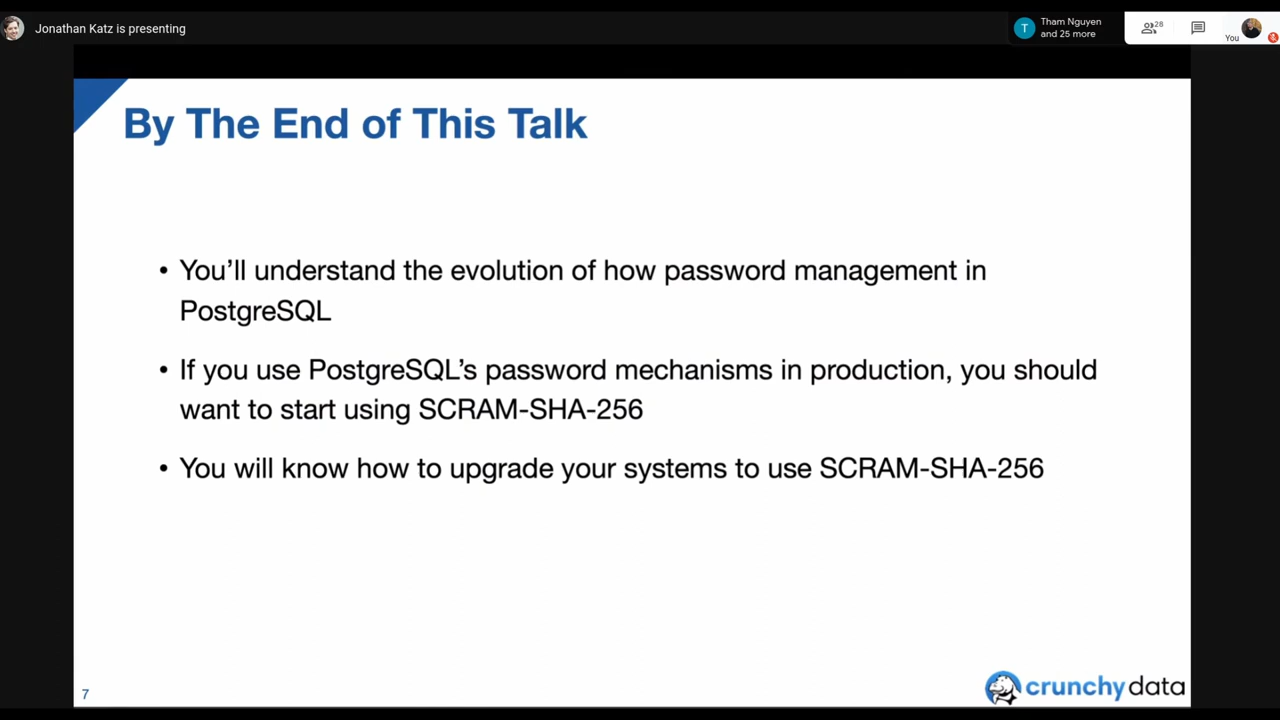 Jonathan Katz is presenting
T
Tham Nguyen
and 25 more
28
You
By The End of This Talk
• You’ll understand the evolution of how password management in
PostgreSQL
• If you use PostgreSQL’s password mechanisms in production, you should
want to start using SCRAM-SHA-256
• You will know how to upgrade your systems to use SCRAM-SHA-256
7
crunchy data